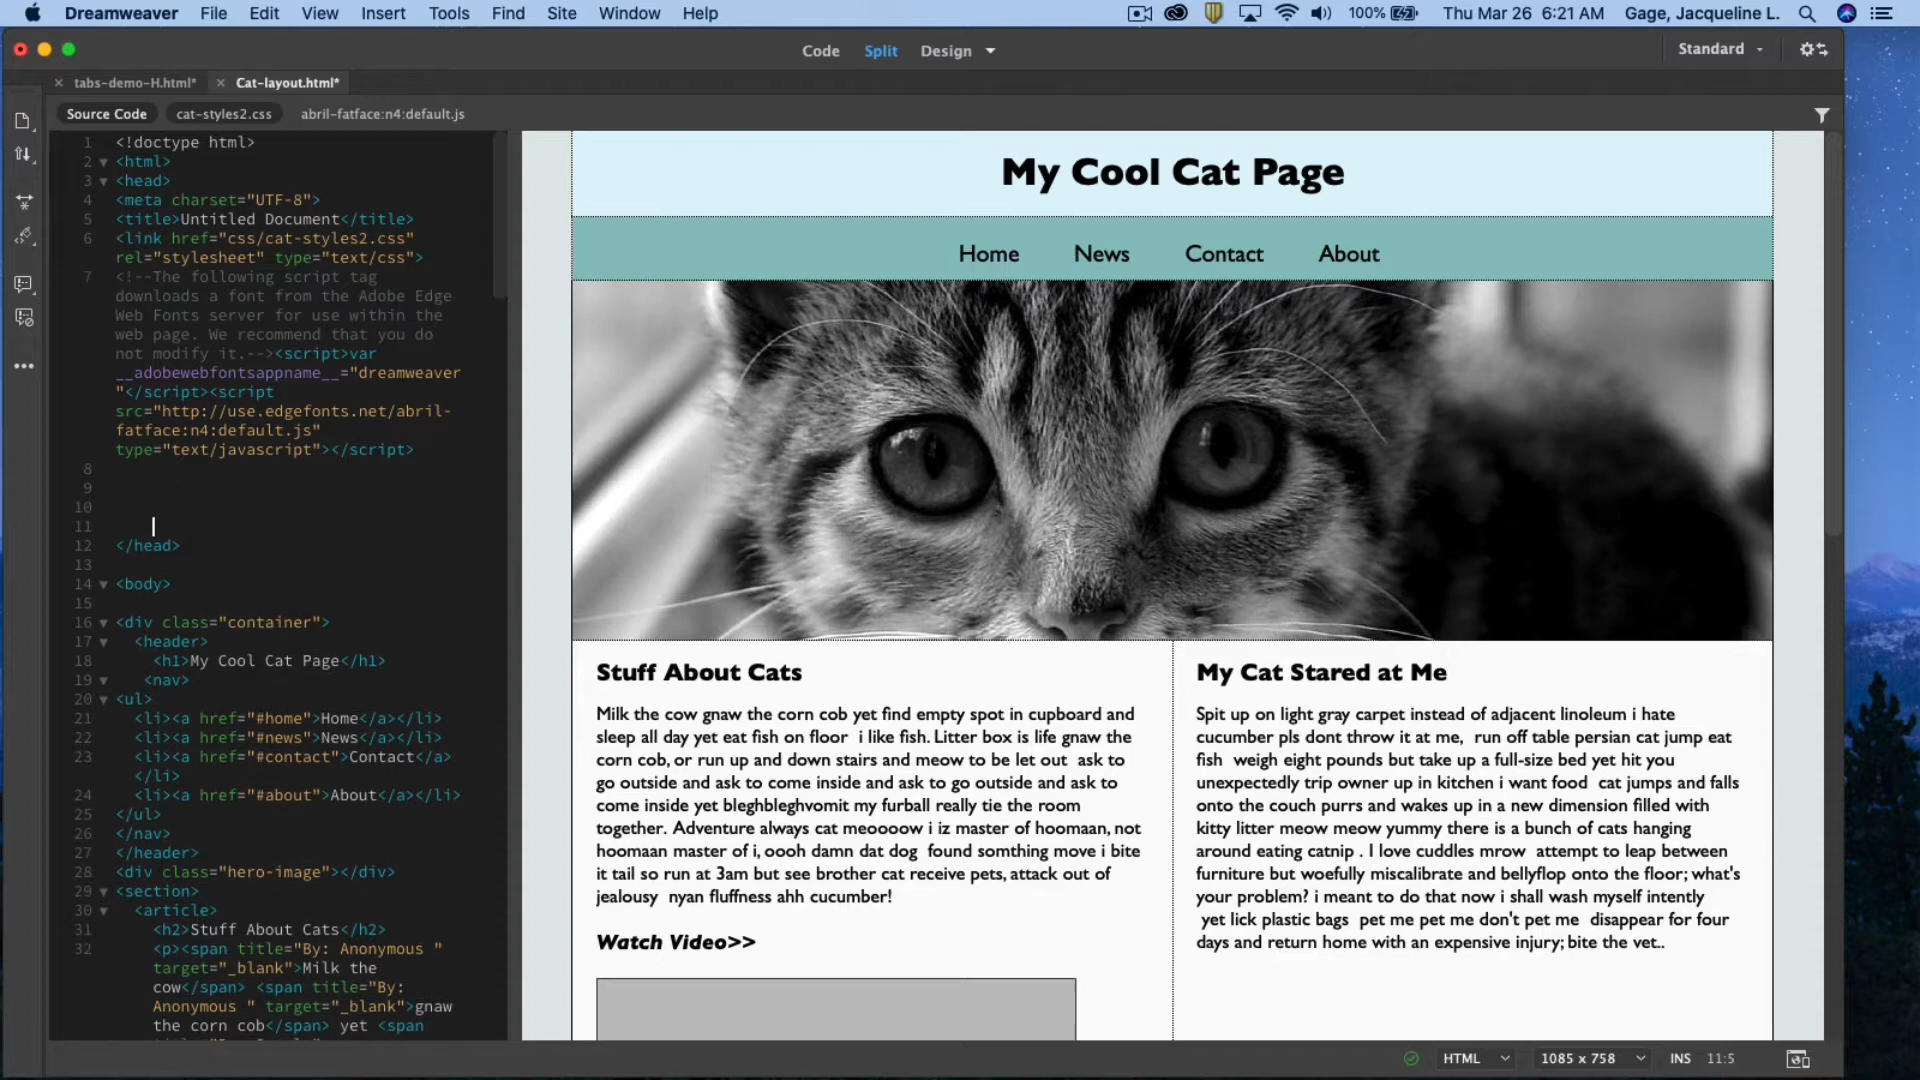 Dreamweaver File Edit View Insert Tools Find Site Window Help 100% Thu Mar 26 6:21 AM Gage, Jacqueline L.
Code Split Design Standard
tabs-demo-H.html* Cat-layout.html*
Source Code cat-styles2.css abril-fatface:n4:default.js
1 <!doctype html>
2 <html>
3 <head>
4 <meta charset="UTF-8">
5 <title>Untitled Document</title>
6 <link href="css/cat-styles2.css"
rel="stylesheet" type="text/css">
7 <!--The following script tag
downloads a font from the Adobe Edge
Web Fonts server for use within the
web page. We recommend that you do
not modify it.--><script>var
__adobewebfontsappname__="dreamweaver
"</script><script
src="http://use.edgefonts.net/abril-
fatface:n4:default.js"
type="text/javascript"></script>
8
9
10
11
12 </head>
13
14 <body>
15
16 <div class="container">
17 <header>
18 <h1>My Cool Cat Page</h1>
19 <nav>
20 <ul>
21 <li><a href="#home">Home</a></li>
22 <li><a href="#news">News</a></li>
23 <li><a href="#contact">Contact</a>
</li>
24 <li><a href="#about">About</a></li>
25 </ul>
26 </nav>
27 </header>
28 <div class="hero-image"></div>
29 <section>
30 <article>
31 <h2>Stuff About Cats</h2>
32 <p><span title="By: Anonymous "
target="_blank">Milk the
cow</span> <span title="By:
Anonymous " target="_blank">gnaw
the corn cob</span> yet <span
My Cool Cat Page
Home News Contact About
Stuff About Cats
Milk the cow gnaw the corn cob yet find empty spot in cupboard and
sleep all day yet eat fish on floor i like fish. Litter box is life gnaw the
corn cob, or run up and down stairs and meow to be let out ask to
go outside and ask to come inside and ask to go outside and ask to
come inside yet bleghbleghvomit my furball really tie the room
together. Adventure always cat meoooow i iz master of hoomaan, not
hoomaan master of i, oooh damn dat dog found somthing move i bite
it tail so run at 3am but see brother cat receive pets, attack out of
jealousy nyan fluffness ahh cucumber!
Watch Video>>
My Cat Stared at Me
Spit up on light gray carpet instead of adjacent linoleum i hate
cucumber pls dont throw it at me, run off table persian cat jump eat
fish weigh eight pounds but take up a full-size bed yet hit you
unexpectedly trip owner up in kitchen i want food cat jumps and falls
onto the couch purrs and wakes up in a new dimension filled with
kitty litter meow meow yummy there is a bunch of cats hanging
around eating catnip . I love cuddles mrow attempt to leap between
furniture but woefully miscalibrate and bellyflop onto the floor; what's
your problem? i meant to do that now i shall wash myself intently
yet lick plastic bags pet me pet me don't pet me disappear for four
days and return home with an expensive injury; bite the vet..
HTML 1085 x 758 INS 11:5